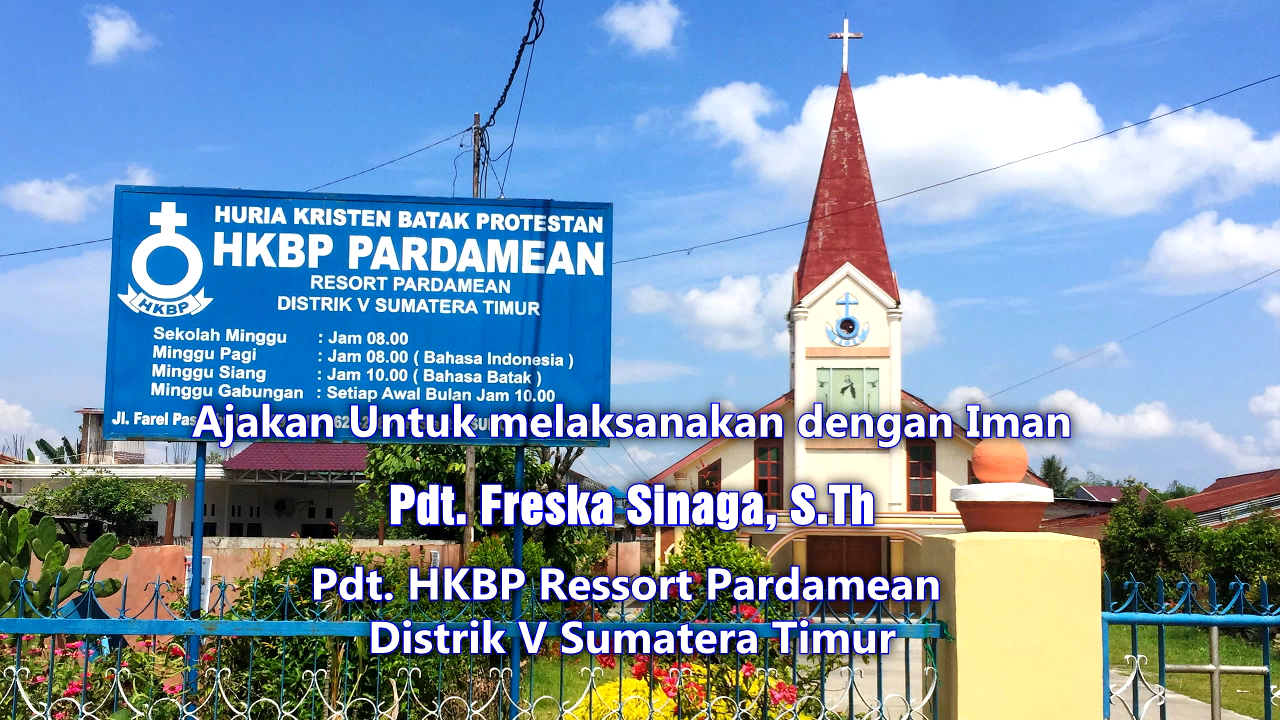 HURIA KRISTEN BATAK PROTESTAN
HKBP PARDAMEAN
RESORT PARDAMEAN
DISTRIK V SUMATERA TIMUR
HKBP
Sekolah Minggu : Jam 08.00
Minggu Pagi : Jam 08.00 ( Bahasa Indonesia )
Minggu Siang : Jam 10.00 ( Bahasa Batak )
Minggu Gabungan : Setiap Awal Bulan Jam 10.00
Jl. Farel
Ajakan Untuk melaksanakan dengan Iman
Pdt. Freska Sinaga, S.Th
Pdt. HKBP Ressort Pardamean
Distrik V Sumatera Timur